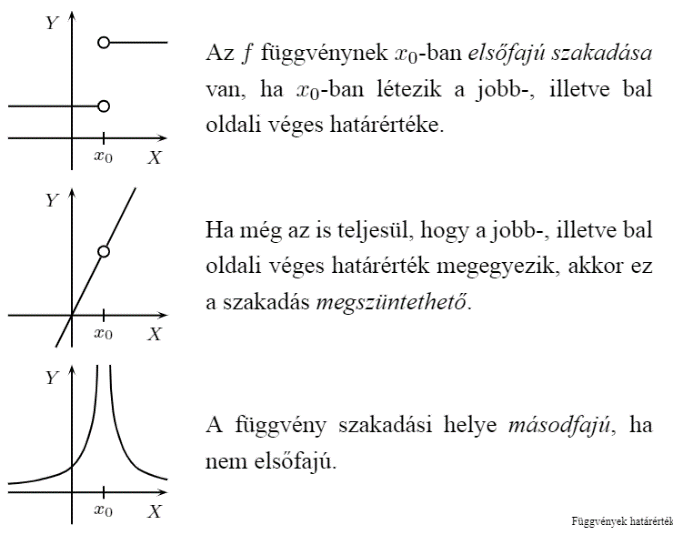 Y
Az f függvénynek x₀-ban elsőfajú szakadása
van, ha x₀-ban létezik a jobb-, illetve bal
oldali véges határértéke.
x₀ X
Y
Ha még az is teljesül, hogy a jobb-, illetve bal
oldali véges határérték megegyezik, akkor ez
a szakadás megszüntethető.
x₀ X
Y
A függvény szakadási helye másodfajú, ha
nem elsőfajú.
x₀ X
Függvények határérték